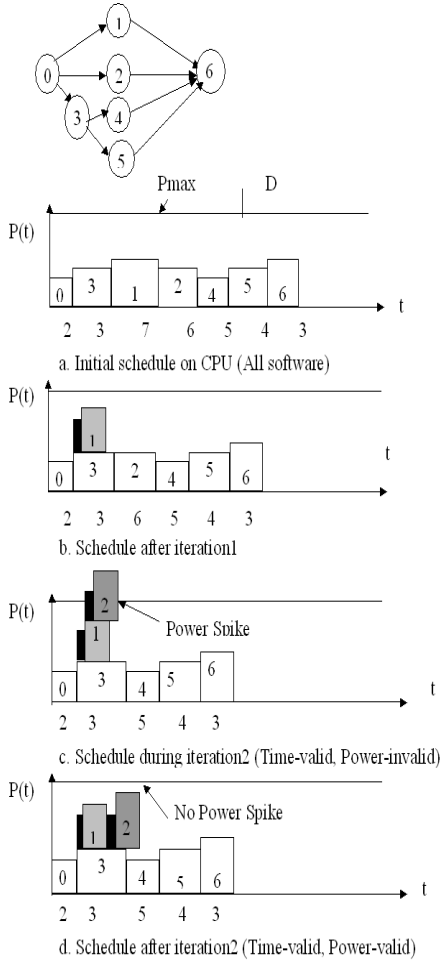 1
0
2
6
3
4
5
Pmax D
P(t)
0 3 1 2 4 5 6
t
2 3 7 6 5 4 3
a. Initial schedule on CPU (All software)
P(t)
1
t
0 3 2 4 5 6
2 3 6 5 4 3
b. Schedule after iteration1
P(t)
2
1
Power Spike
0 3 4 5 6
t
2 3 5 4 3
c. Schedule during iteration2 (Time-valid, Power-invalid)
P(t)
No Power Spike
1 2
0 3 4 5 6
t
2 3 5 4 3
d. Schedule after iteration2 (Time-valid, Power-valid)